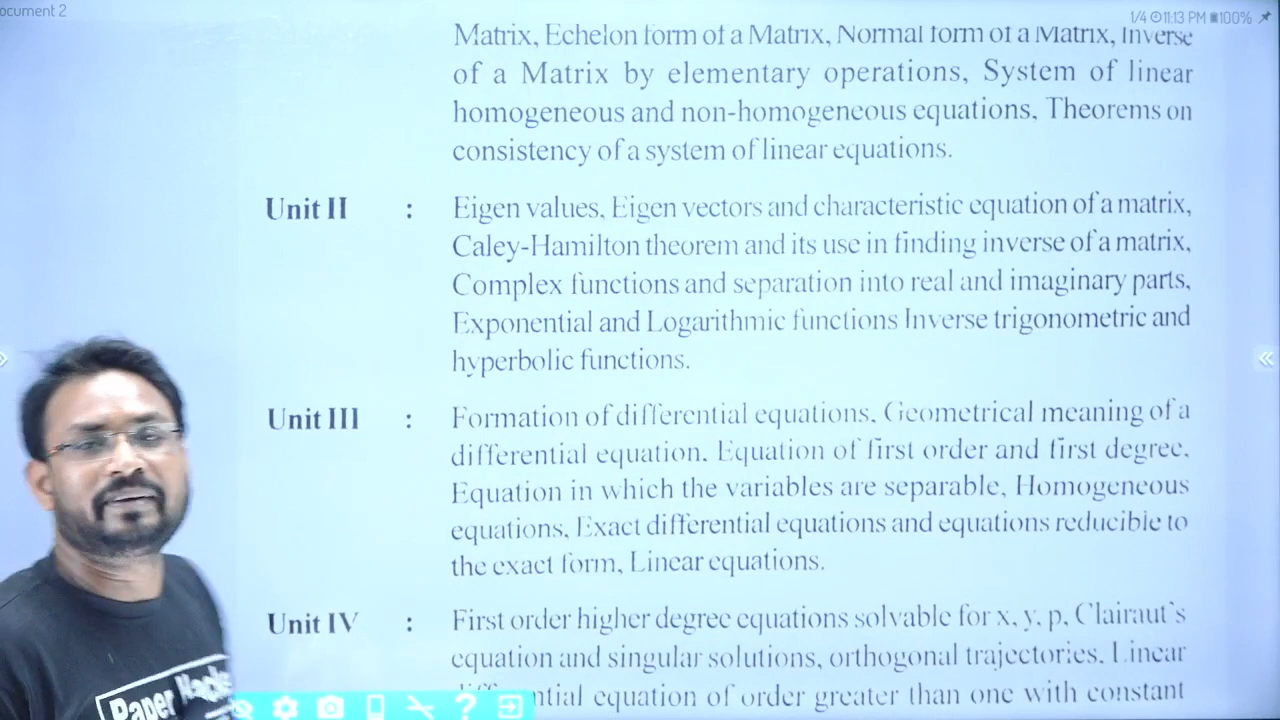 ocument 2
1/4 11:13 PM 100%
Matrix, Echelon form of a Matrix, Normal form of a Matrix, Inverse
of a Matrix by elementary operations, System of linear
homogeneous and non-homogeneous equations, Theorems on
consistency of a system of linear equations.
Unit II : Eigen values, Eigen vectors and characteristic equation of a matrix,
Caley-Hamilton theorem and its use in finding inverse of a matrix,
Complex functions and separation into real and imaginary parts,
Exponential and Logarithmic functions Inverse trigonometric and
hyperbolic functions.
Unit III : Formation of differential equations, Geometrical meaning of a
differential equation, Equation of first order and first degree,
Equation in which the variables are separable, Homogeneous
equations, Exact differential equations and equations reducible to
the exact form, Linear equations.
Unit IV : First order higher degree equations solvable for x, y, p, Clairaut`s
equation and singular solutions, orthogonal trajectories, Linear
ntial equation of order greater than one with constant
Paper